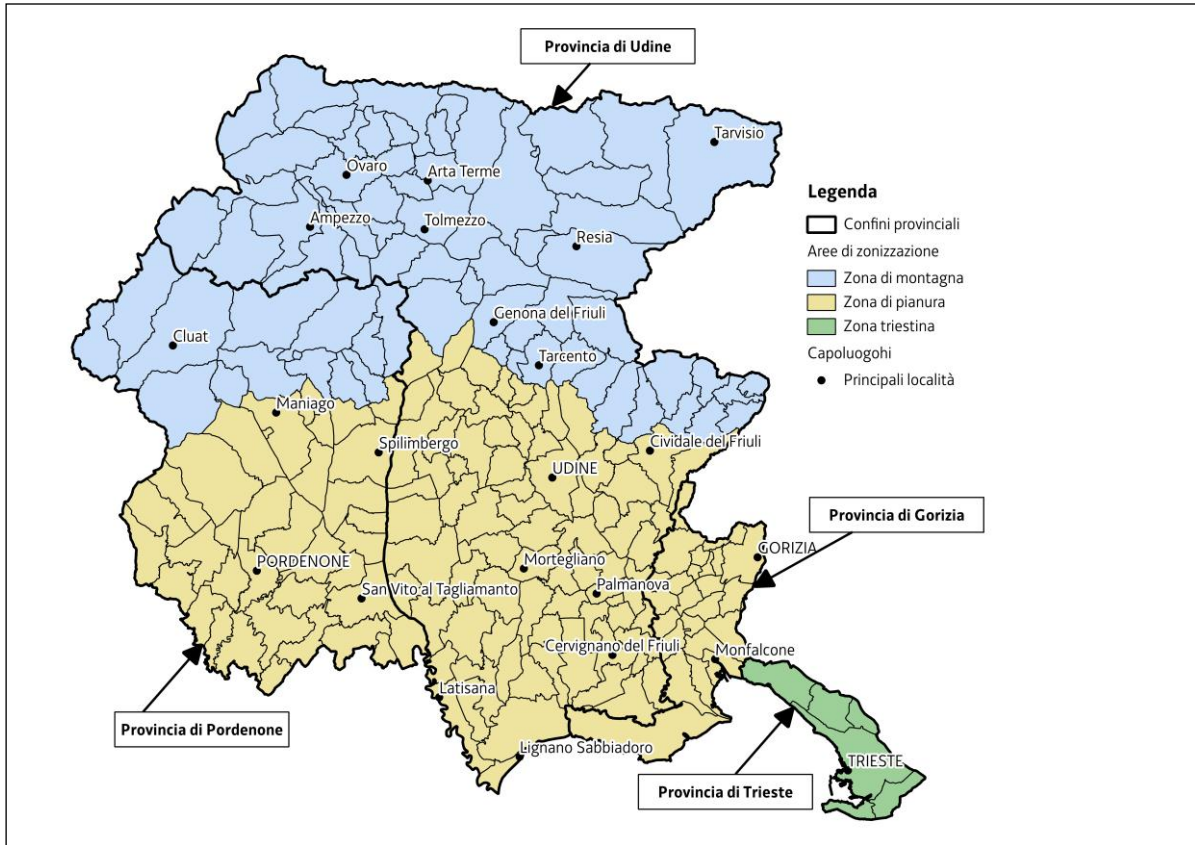 Provincia di Udine
Tarvisio
Ovaro
Arta Terme
Ampezzo
Tolmezzo
Resia
Legenda
Confini provinciali
Aree di zonizzazione
Zona di montagna
Zona di pianura
Zona triestina
Capoluogohi
Principali località
Genona del Friuli
Cluat
Tarcento
Maniago
Spilimbergo
Cividale del Friuli
UDINE
Provincia di Gorizia
GORIZIA
PORDENONE
Mortegliano
San Vito al Tagliamanto
Palmanova
Cervignano del Friuli
Monfalcone
Latisana
Provincia di Pordenone
Lignano Sabbiadoro
TRIESTE
Provincia di Trieste